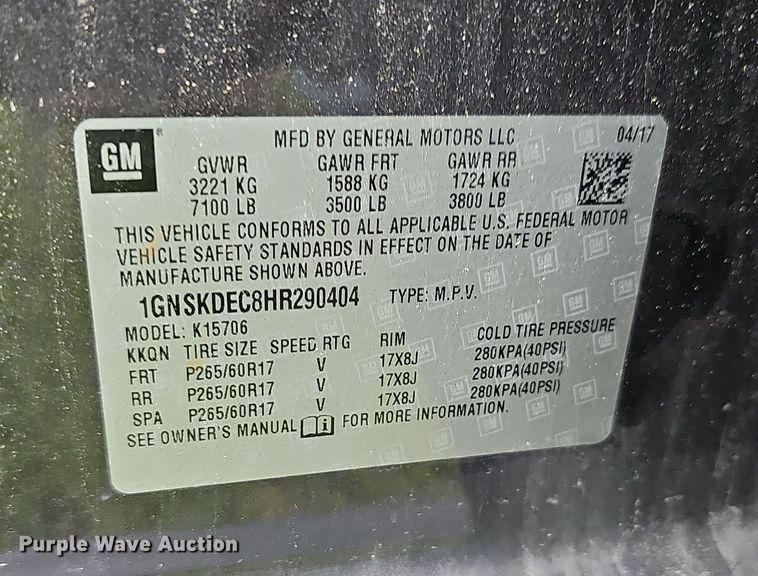 GM ® MFD BY GENERAL MOTORS LLC 04/17
GVWR GAWR FRT GAWR RR
3221 KG 1588 KG 1724 KG
7100 LB 3500 LB 3800 LB
THIS VEHICLE CONFORMS TO ALL APPLICABLE U.S. FEDERAL MOTOR
VEHICLE SAFETY STANDARDS IN EFFECT ON THE DATE OF
MANUFACTURE SHOWN ABOVE.
1GNSKDEC8HR290404 TYPE: M.P.V.
MODEL: K15706
KKQN TIRE SIZE SPEED RTG RIM COLD TIRE PRESSURE
FRT P265/60R17 V 17X8J 280KPA(40PSI)
RR P265/60R17 V 17X8J 280KPA(40PSI)
SPA P265/60R17 V 17X8J 280KPA(40PSI)
SEE OWNER'S MANUAL FOR MORE INFORMATION.
Purple Wave Auction